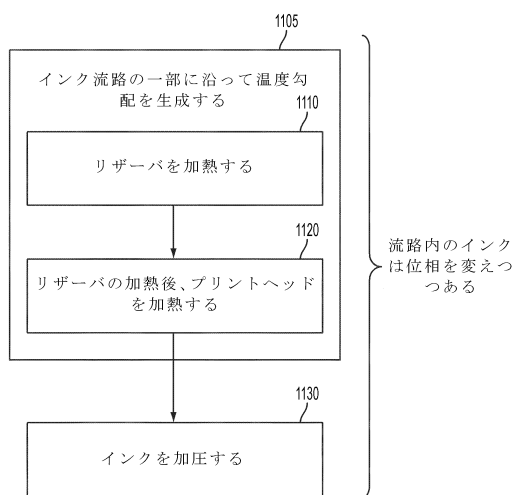 1105
インク流路の一部に沿って温度勾
配を生成する
1110
リザーバを加熱する
1120
リザーバの加熱後、プリントヘッド
を加熱する
流路内のインク
は位相を変えつ
つある
1130
インクを加圧する